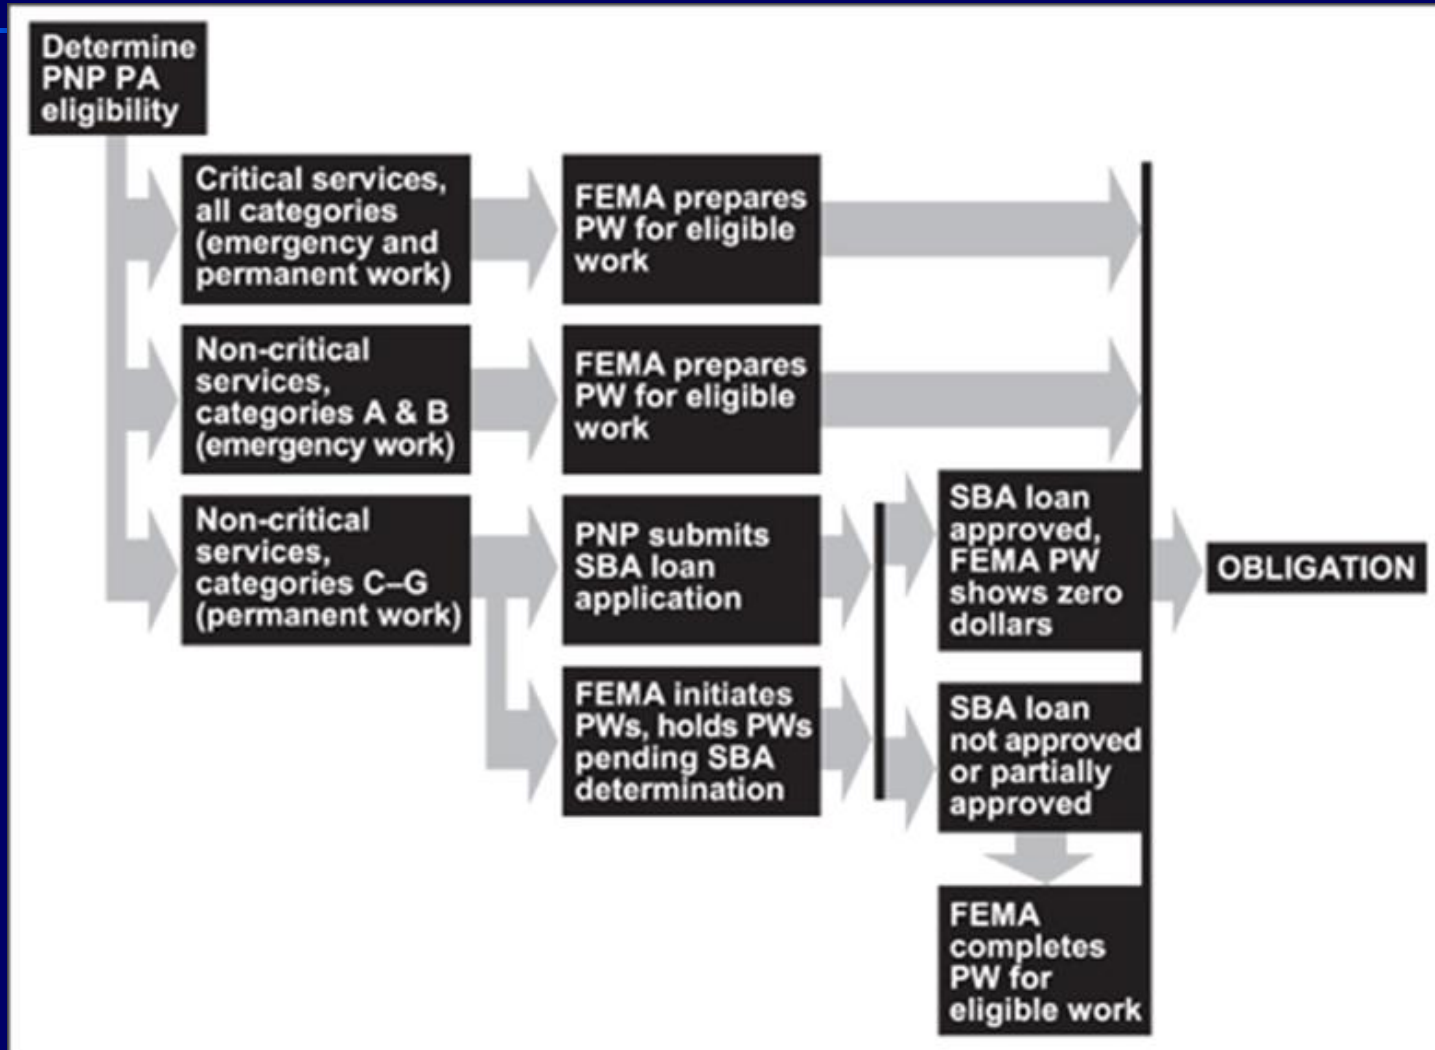 Determine
PNP PA
eligibility
Critical services,
all categories
(emergency and
permanent work)
FEMA prepares
PW for eligible
work
Non-critical
services,
categories A & B
(emergency work)
FEMA prepares
PW for eligible
work
Non-critical
services,
categories C–G
(permanent work)
PNP submits
SBA loan
application
FEMA initiates
PWs, holds PWs
pending SBA
determination
SBA loan
approved,
FEMA PW
shows zero
dollars
SBA loan
not approved
or partially
approved
FEMA
completes
PW for
eligible work
OBLIGATION